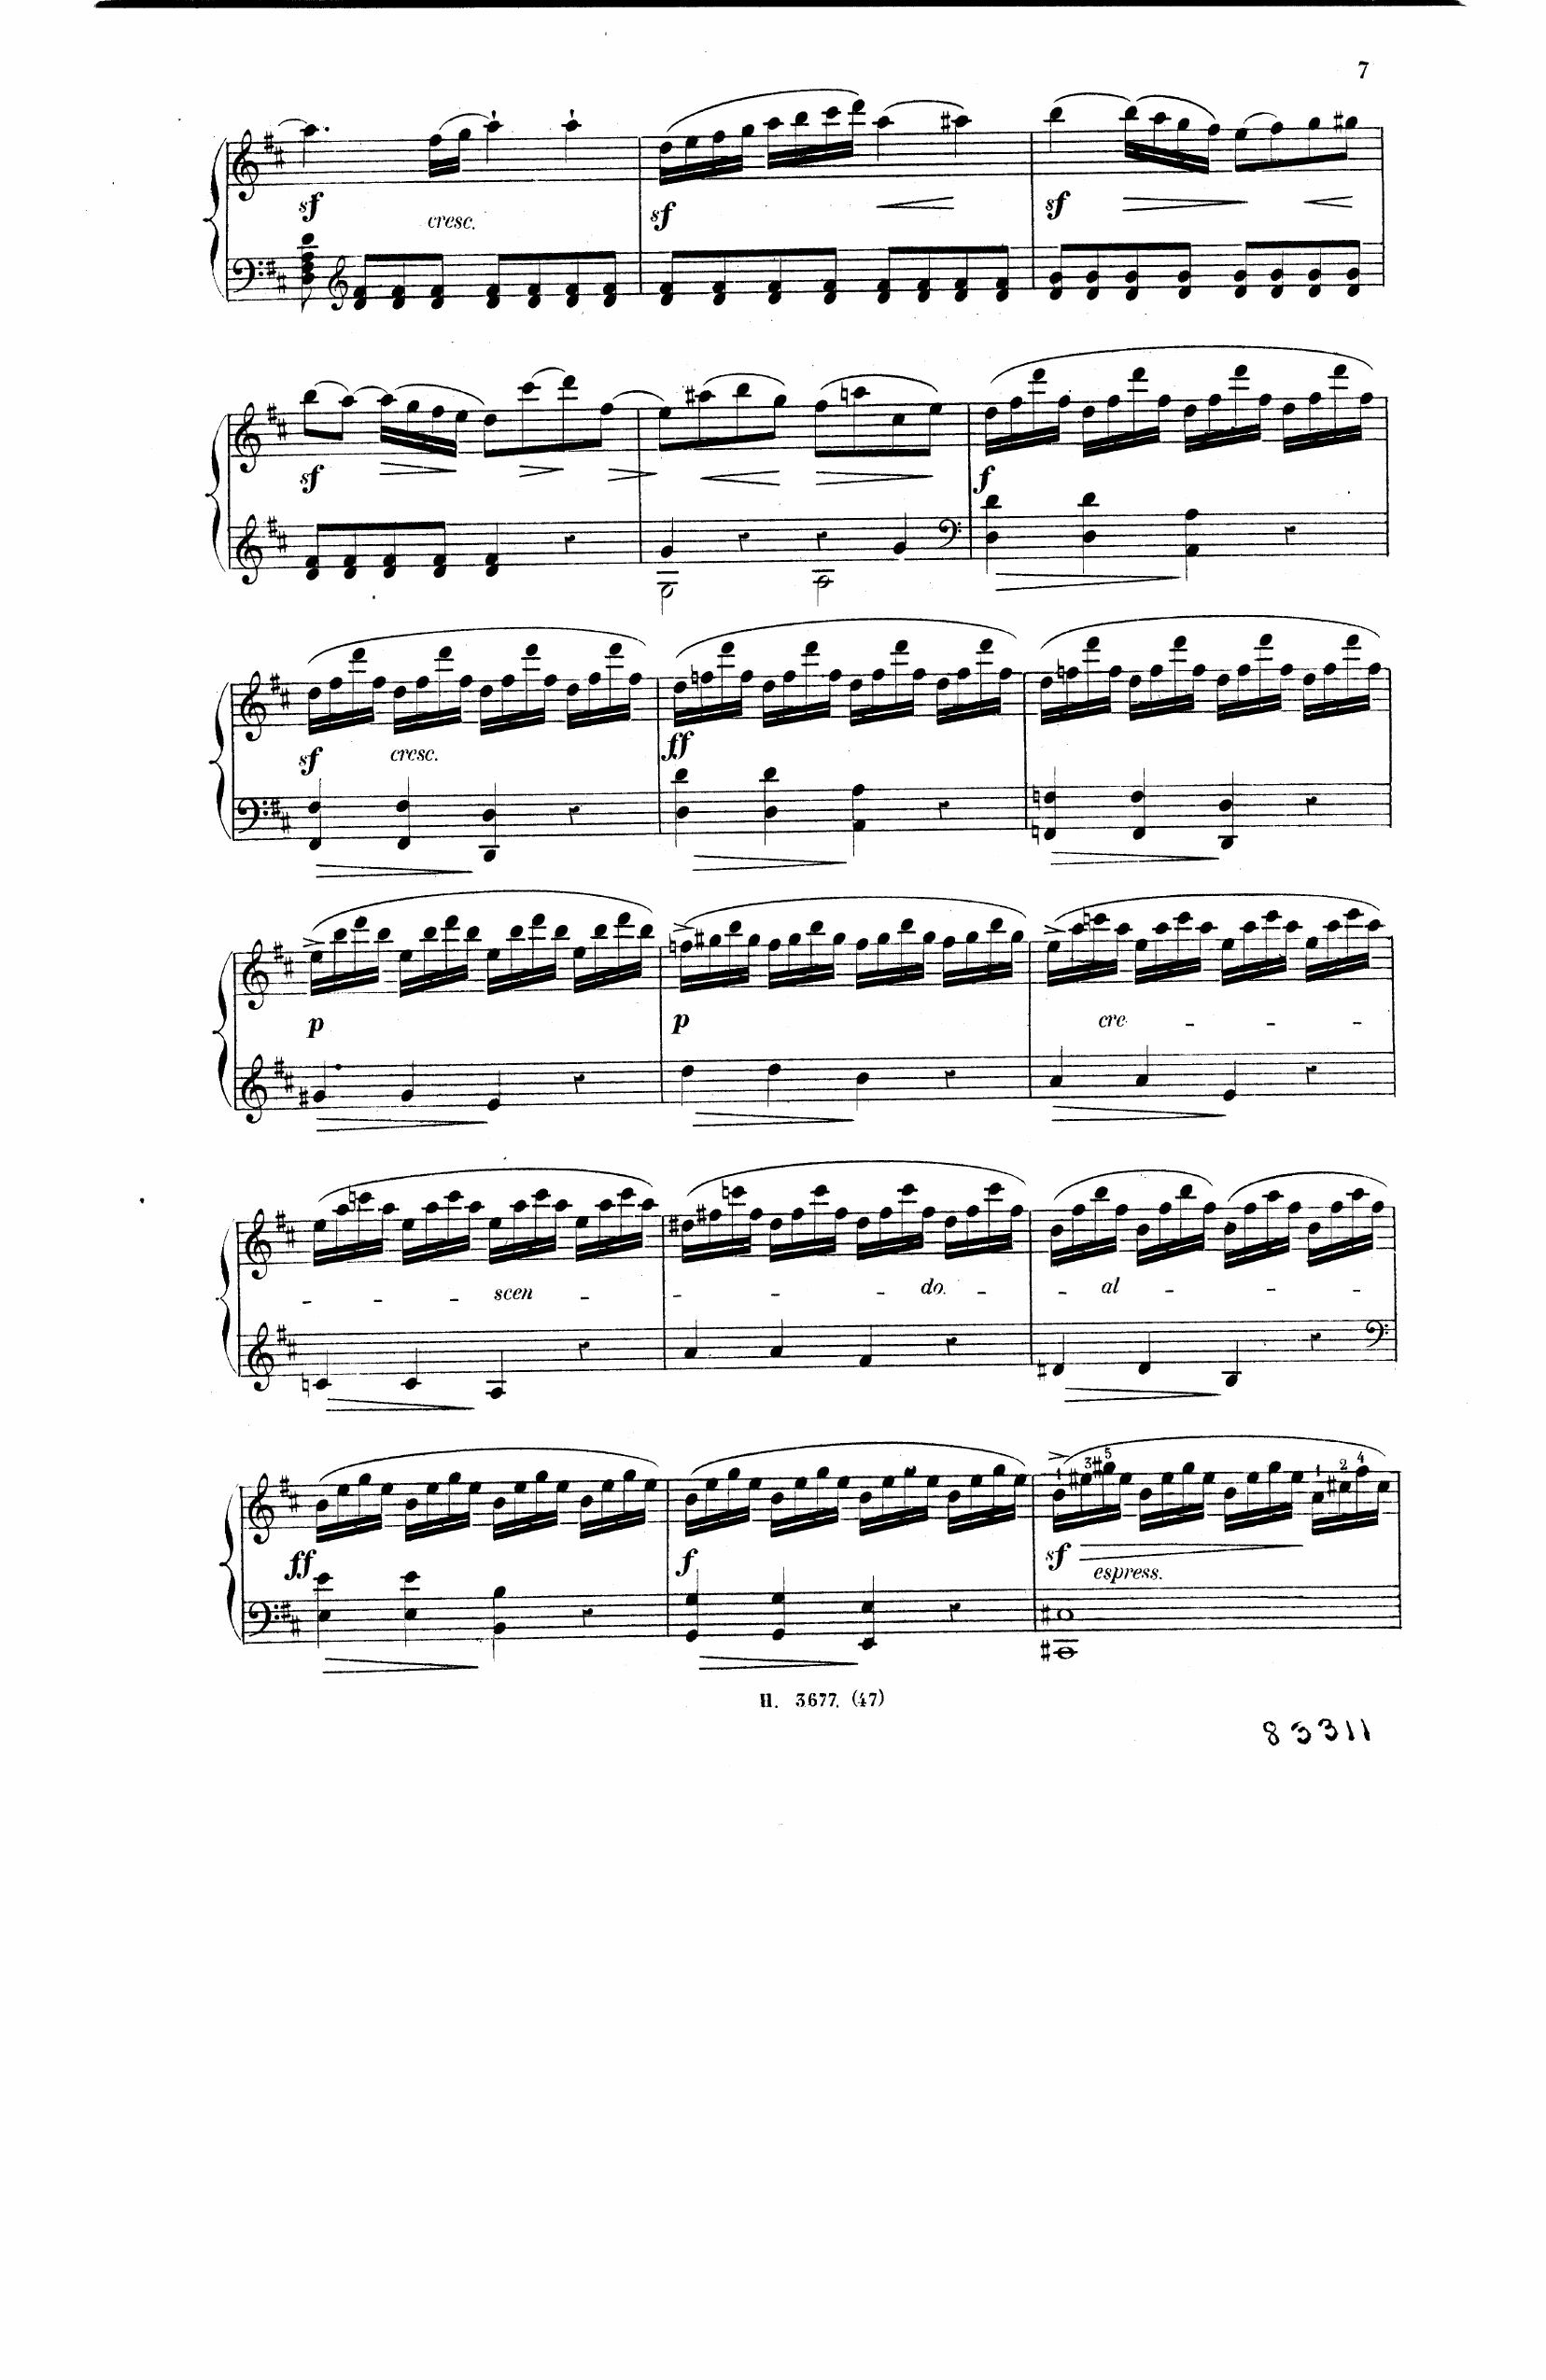 7
sf cresc. sf sf
sf f
sf cresc. ff
p p cre-
scen do. al
ff f sf espress.
1 3 5 1 2 4
H. 3677. (47)
83311